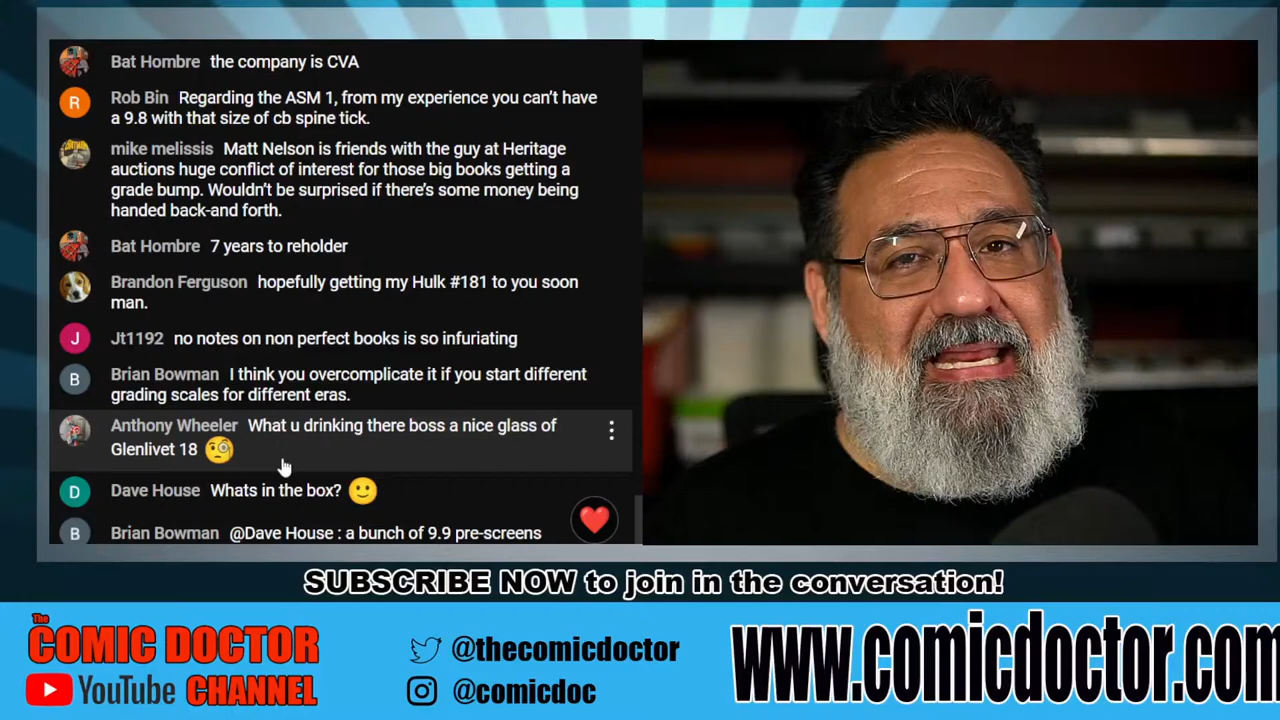 Bat Hombre the company is CVA
R
Rob Bin Regarding the ASM 1, from my experience you can’t have
a 9.8 with that size of cb spine tick.
mike melissis Matt Nelson is friends with the guy at Heritage
auctions huge conflict of interest for those big books getting a
grade bump. Wouldn’t be surprised if there’s some money being
handed back-and forth.
Bat Hombre 7 years to reholder
Brandon Ferguson hopefully getting my Hulk #181 to you soon
man.
J
Jt1192 no notes on non perfect books is so infuriating
B
Brian Bowman I think you overcomplicate it if you start different
grading scales for different eras.
Anthony Wheeler What u drinking there boss a nice glass of
Glenlivet 18 🧐
D
Dave House Whats in the box? 🙂
B
Brian Bowman @Dave House : a bunch of 9.9 pre-screens
SUBSCRIBE NOW to join in the conversation!
The
COMIC DOCTOR
YouTube CHANNEL
@thecomicdoctor
@comicdoc
www.comicdoctor.com